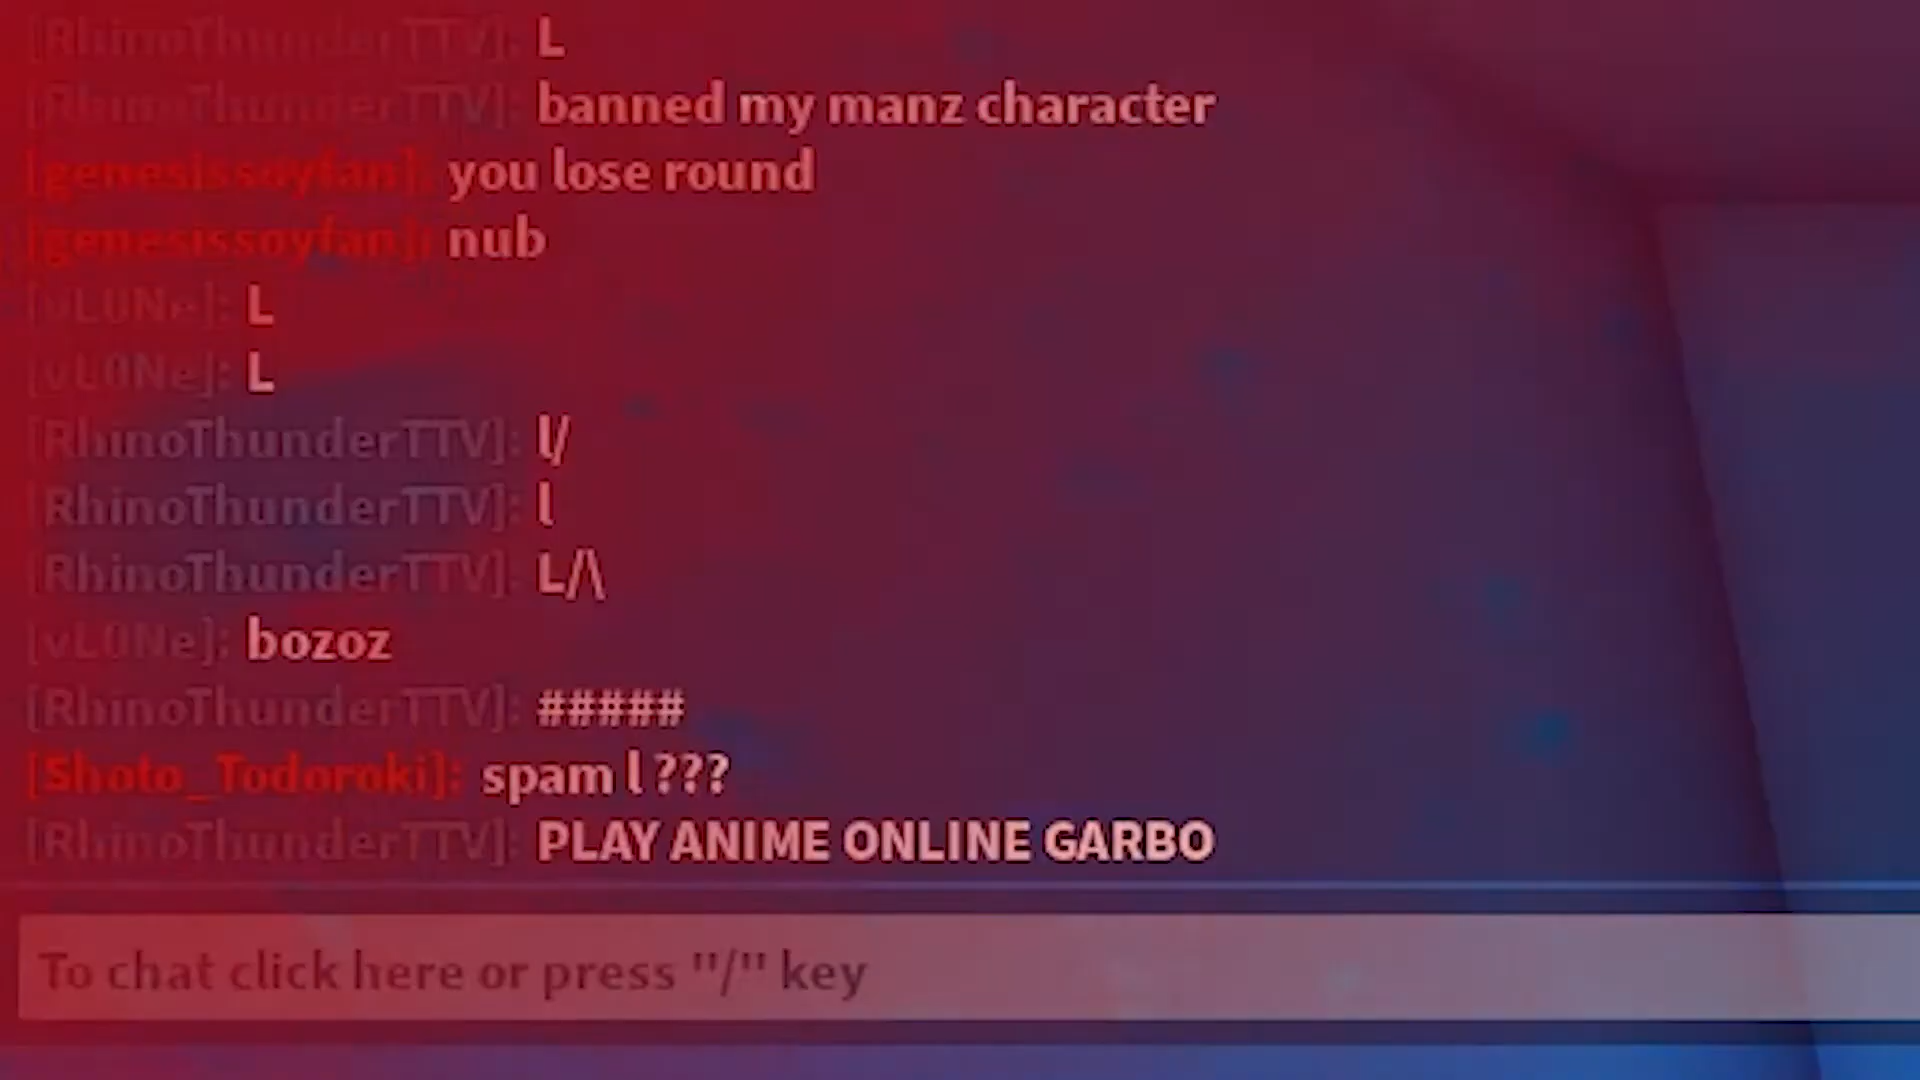 [RhinoThunderTTV]: L
[RhinoThunderTTV]: banned my manz character
[genesissoyfan]: you lose round
[genesissoyfan]: nub
[vL0Ne]: L
[vL0Ne]: L
[RhinoThunderTTV]: l/
[RhinoThunderTTV]: l
[RhinoThunderTTV]: L/\
[vL0Ne]: bozoz
[RhinoThunderTTV]: #####
[Shoto_Todoroki]: spam l ???
[RhinoThunderTTV]: PLAY ANIME ONLINE GARBO
To chat click here or press "/" key